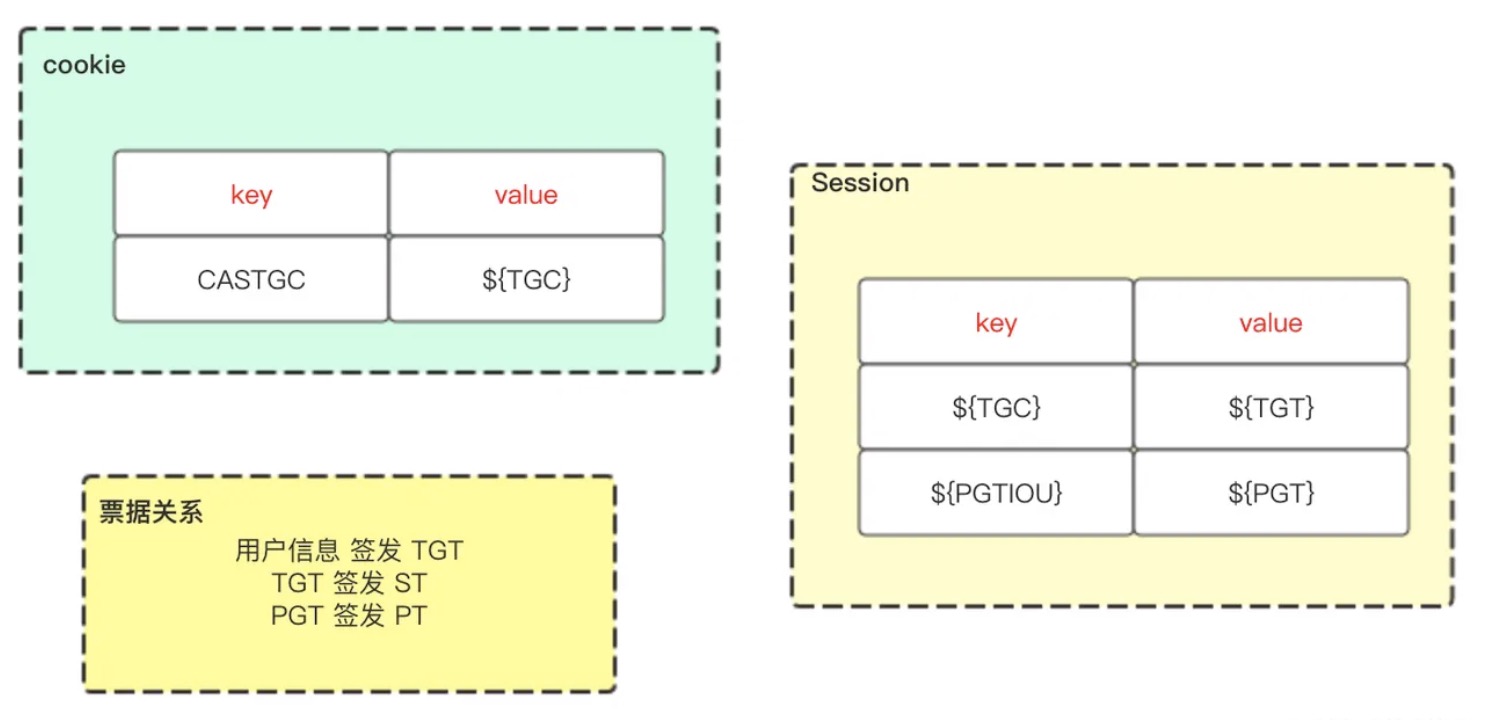 cookie
key value
CASTGC ${TGC}
Session
key value
${TGC} ${TGT}
${PGTIOU} ${PGT}
票据关系
用户信息 签发 TGT
TGT 签发 ST
PGT 签发 PT